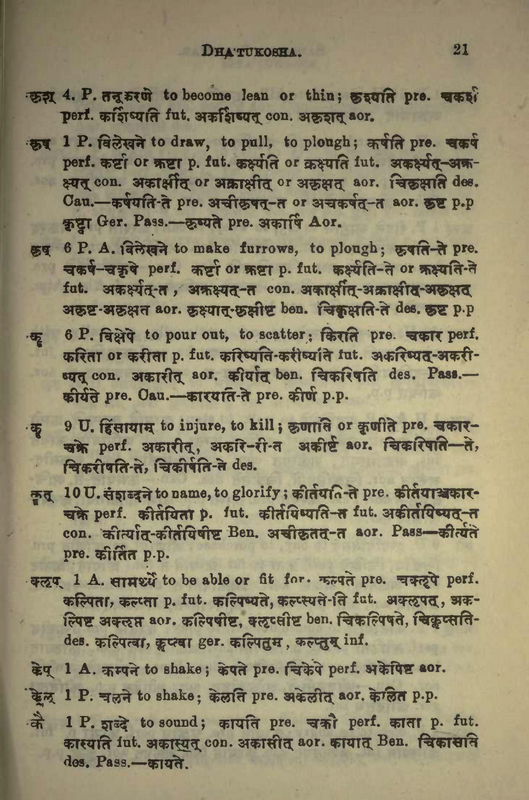 DHA'TUKOSHA. 21
कृश् 4. P. तनूकरणे to become lean or thin; कृश्यति pre. चकर्श
perf. कर्शिष्यति fut. अकर्शिष्यत् con. अकृशत् aor.
कृष् 1 P. विलेखने to draw, to pull, to plough; कर्षति pre. चकर्ष
perf. कर्ष्टा or क्रष्टा p. fut. कर्क्ष्यति or क्रक्ष्यति fut. अकर्क्ष्यत्-अक्र-
क्ष्यत् con. अकार्क्षीत् or अक्राक्षीत् or अकृक्षत् aor. चिकृक्षति des.
Cau.—कर्षयति-ते pre. अचीकृषत्-त or अचकर्षत्-त aor. कृष्ट p.p
कृष्ट्वा Ger. Pass.—कृष्यते pre. अकार्षि Aor.
कृष् 6 P. A. विलेखने to make furrows, to plough; कृषति-ते pre.
चकर्ष-चकृषे perf. कर्ष्टा or क्रष्टा p. fut. कर्क्ष्यति-ते or क्रक्ष्यति-ते
fut. अकर्क्ष्यत्-त, अक्रक्ष्यत्-त con. अकार्क्षीत्-अक्राक्षीत्-अकृक्षत्
अकृष्ट-अकृक्षत aor. कृष्यात्-कृक्षीष्ट ben. चिकृक्षति-ते des. कृष्ट p.p
कॄ 6 P. विक्षेपे to pour out, to scatter; किरति pre. चकार perf.
करिता or करीता p. fut. करिष्यति-करीष्यति fut. अकरिष्यत्-अकरी-
ष्यत् con. अकारीत् aor. कीर्यात् ben. चिकरिषति des. Pass.—
कीर्यते pre. Cau.—कारयति-ते pre. कीर्ण p.p.
कॄ 9 U. हिंसायाम् to injure, to kill; कृणाति or कृणीते pre. चकार-
चक्रे perf. अकारीत्, अकरि-री-त अकीर्ष्ट aor. चिकरिषति—ते,
चिकरीषति-ते, चिकीर्षति-ते des.
कॄत् 10 U. संशब्दने to name, to glorify; कीर्तयति-ते pre. कीर्तयाञ्चकार-
चक्रे perf. कीर्तयिता p. fut. कीर्तयिष्यति-त fut. अकीर्तयिष्यत्-त
con. कीर्त्यात्-कीर्तयिषीष्ट Ben. अचीकृतत्-त aor. Pass—कीर्त्यते
pre. कीर्तित p.p.
क्लृप् 1 A. सामर्थ्ये to be able or fit for. कल्पते pre. चक्लृपे perf.
कल्पिता, कल्प्ता p. fut. कल्पिष्यते, कल्प्स्यते-ति fut. अक्लृपत्, अक-
ल्पिष्ट अक्लृप्त aor. कल्पिषीष्ट, क्लृप्सीष्ट ben. चिकल्पिषते, चिक्लृप्सति-
des. कल्पित्वा, क्लृप्त्वा ger. कल्पितुम, कल्प्तुम् inf.
केप् 1 A. कम्पने to shake; केपते pre. चिकेपे perf. अकेपिष्ट aor.
केल् 1 P. चलने to shake; केलति pre. अकेलीत् aor. केलित p.p.
कै 1 P. शब्दे to sound; कायति pre. चकौ perf. काता p. fut.
कास्यति fut. अकास्यत् con. अकासीत् aor. कायात् Ben. चिकासति
des. Pass.—कायते.